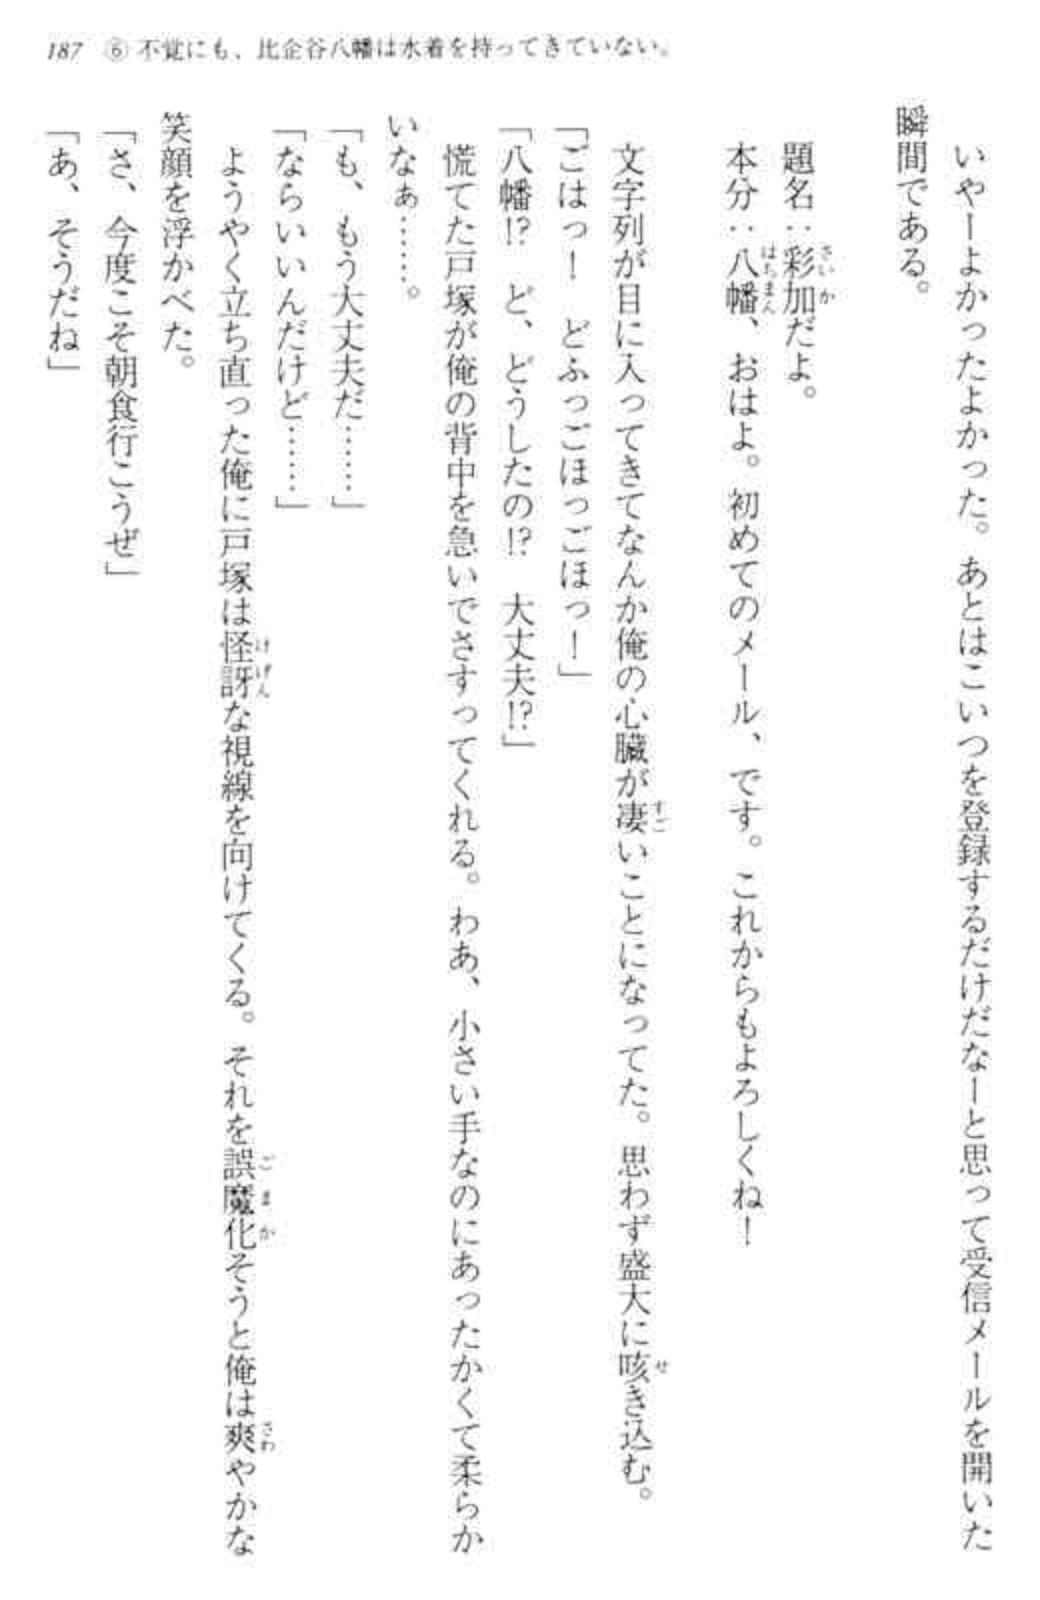 187 ⑥ 不覚にも、比企谷八幡は水着を持ってきていない。
いやーよかったよかった。あとはこいつを登録するだけだなーと思って受信メールを開いた
瞬間である。
題名：彩加だよ。
本分：八幡、おはよ。初めてのメール、です。これからもよろしくね！
文字列が目に入ってきてなんか俺の心臓が凄いことになってた。思わず盛大に咳き込む。
「ごはっ！　どふっごほっごほっ！」
「八幡!?　ど、どうしたの!?　大丈夫!?」
慌てた戸塚が俺の背中を急いでさすってくれる。わあ、小さい手なのにあったかくて柔らか
いなぁ……。
「も、もう大丈夫だ……」
「ならいいんだけど……」
ようやく立ち直った俺に戸塚は怪訝な視線を向けてくる。それを誤魔化そうと俺は爽やかな
笑顔を浮かべた。
「さ、今度こそ朝食行こうぜ」
「あ、そうだね」